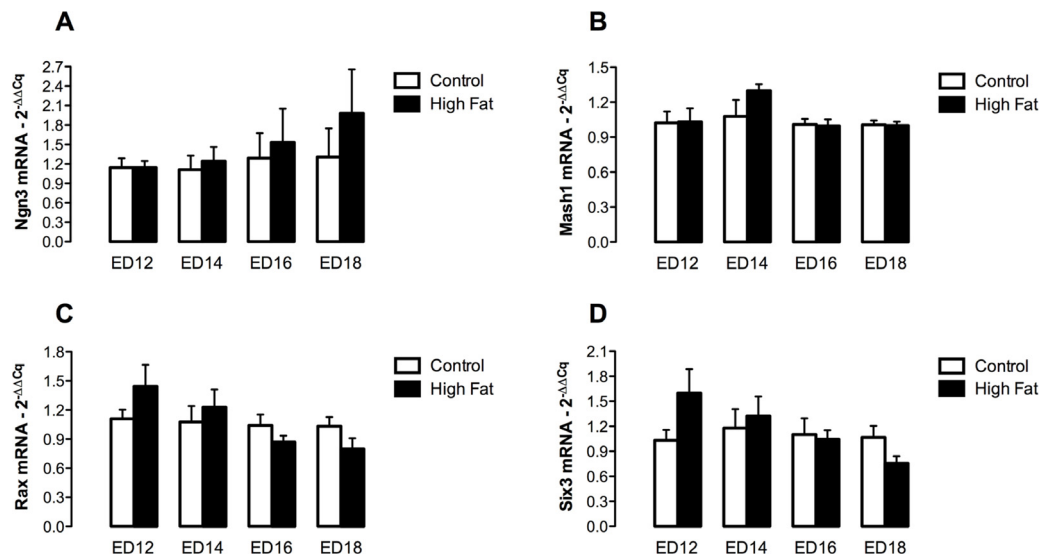 A
Ngn3 mRNA - 2^-ΔΔCq
2.7
2.4
2.1
1.8
1.5
1.2
0.9
0.6
0.3
0.0
ED12 ED14 ED16 ED18
Control
High Fat
B
Mash1 mRNA - 2^-ΔΔCq
1.5
1.2
0.9
0.6
0.3
0.0
ED12 ED14 ED16 ED18
Control
High Fat
C
Rax mRNA - 2^-ΔΔCq
1.8
1.5
1.2
0.9
0.6
0.3
0.0
ED12 ED14 ED16 ED18
Control
High Fat
D
Six3 mRNA - 2^-ΔΔCq
2.1
1.8
1.5
1.2
0.9
0.6
0.3
0.0
ED12 ED14 ED16 ED18
Control
High Fat